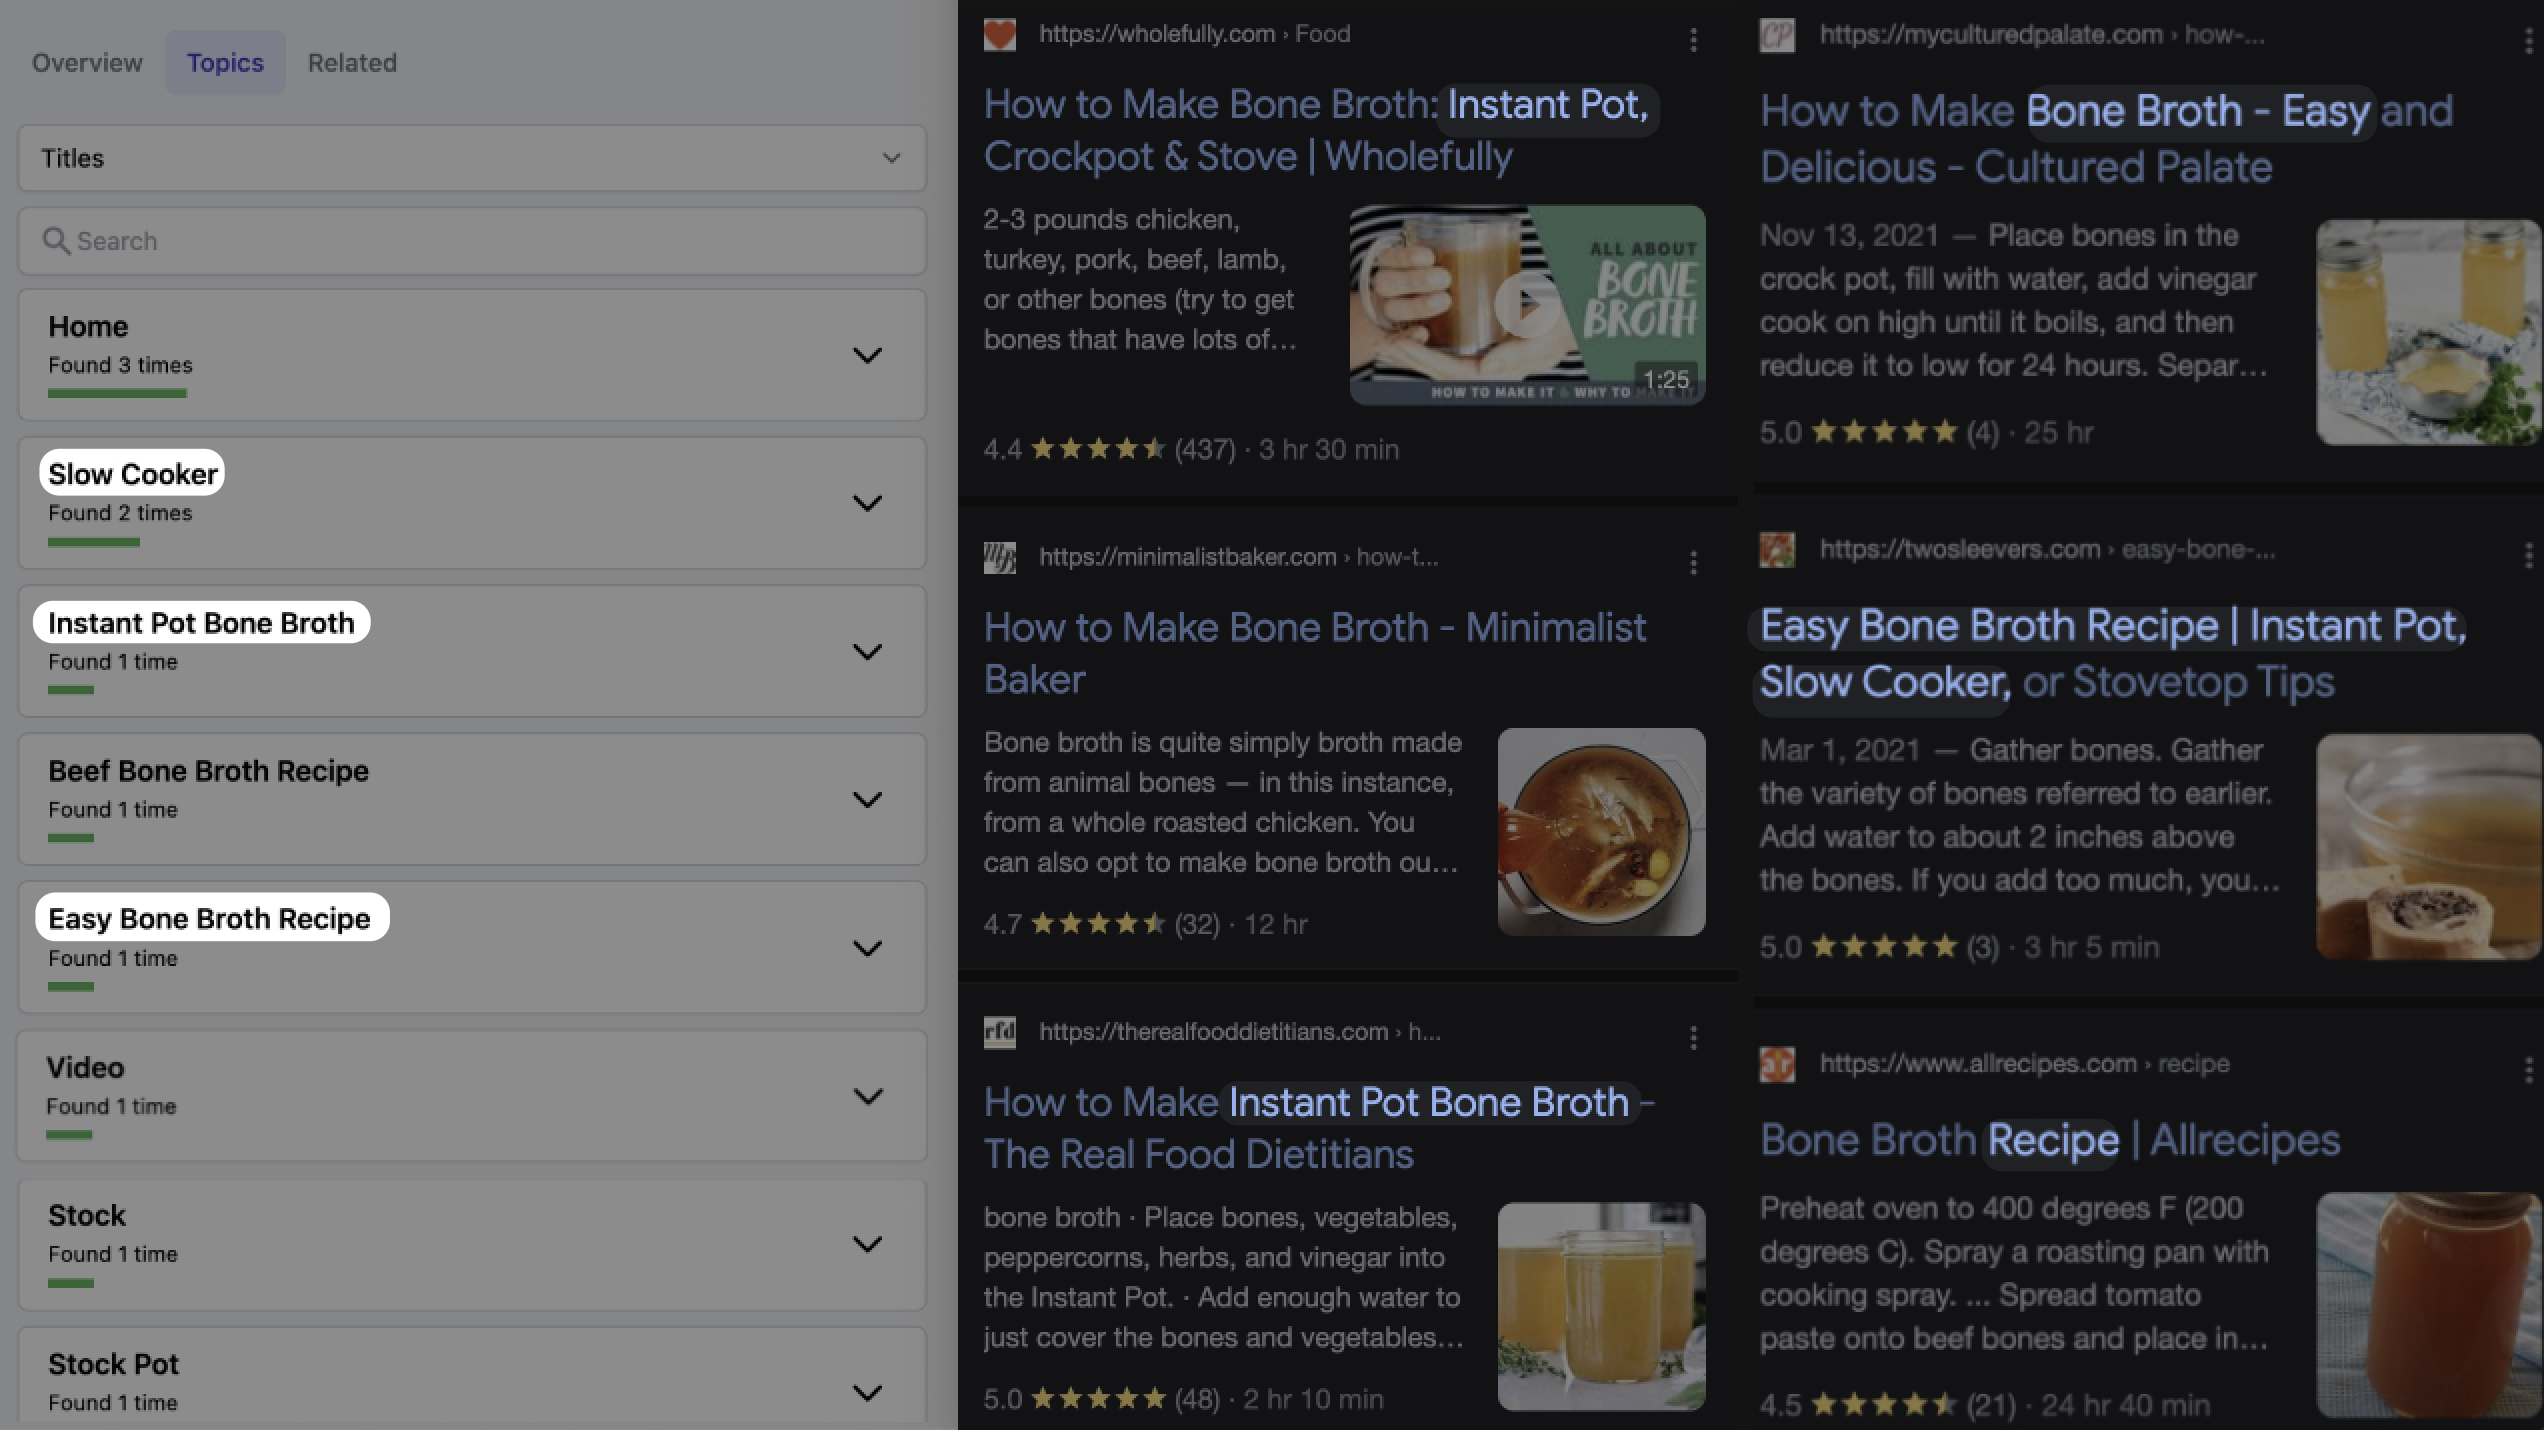 Overview Topics Related
Titles
Search
Home
Found 3 times
Slow Cooker
Found 2 times
Instant Pot Bone Broth
Found 1 time
Beef Bone Broth Recipe
Found 1 time
Easy Bone Broth Recipe
Found 1 time
Video
Found 1 time
Stock
Found 1 time
Stock Pot
Found 1 time
https://wholefully.com › Food
How to Make Bone Broth: Instant Pot,
Crockpot & Stove | Wholefully
2-3 pounds chicken,
turkey, pork, beef, lamb,
or other bones (try to get
bones that have lots of...
ALL ABOUT
BONE
BROTH
1:25
HOW TO MAKE IT & WHY TO MAKE IT
4.4 ★★★★ (437) · 3 hr 30 min
https://minimalistbaker.com › how-t...
How to Make Bone Broth - Minimalist
Baker
Bone broth is quite simply broth made
from animal bones — in this instance,
from a whole roasted chicken. You
can also opt to make bone broth ou...
4.7 ★★★★ (32) · 12 hr
rfd
https://therealfooddietitians.com › h...
How to Make Instant Pot Bone Broth -
The Real Food Dietitians
bone broth · Place bones, vegetables,
peppercorns, herbs, and vinegar into
the Instant Pot. · Add enough water to
just cover the bones and vegetables...
5.0 ★★★★★ (48) · 2 hr 10 min
CP
https://myculturedpalate.com › how-...
How to Make Bone Broth - Easy and
Delicious - Cultured Palate
Nov 13, 2021 — Place bones in the
crock pot, fill with water, add vinegar
cook on high until it boils, and then
reduce it to low for 24 hours. Separ...
5.0 ★★★★★ (4) · 25 hr
https://twosleevers.com › easy-bone-...
Easy Bone Broth Recipe | Instant Pot,
Slow Cooker, or Stovetop Tips
Mar 1, 2021 — Gather bones. Gather
the variety of bones referred to earlier.
Add water to about 2 inches above
the bones. If you add too much, you...
5.0 ★★★★★ (3) · 3 hr 5 min
ar
https://www.allrecipes.com › recipe
Bone Broth Recipe | Allrecipes
Preheat oven to 400 degrees F (200
degrees C). Spray a roasting pan with
cooking spray. ... Spread tomato
paste onto beef bones and place in...
4.5 ★★★★ (21) · 24 hr 40 min